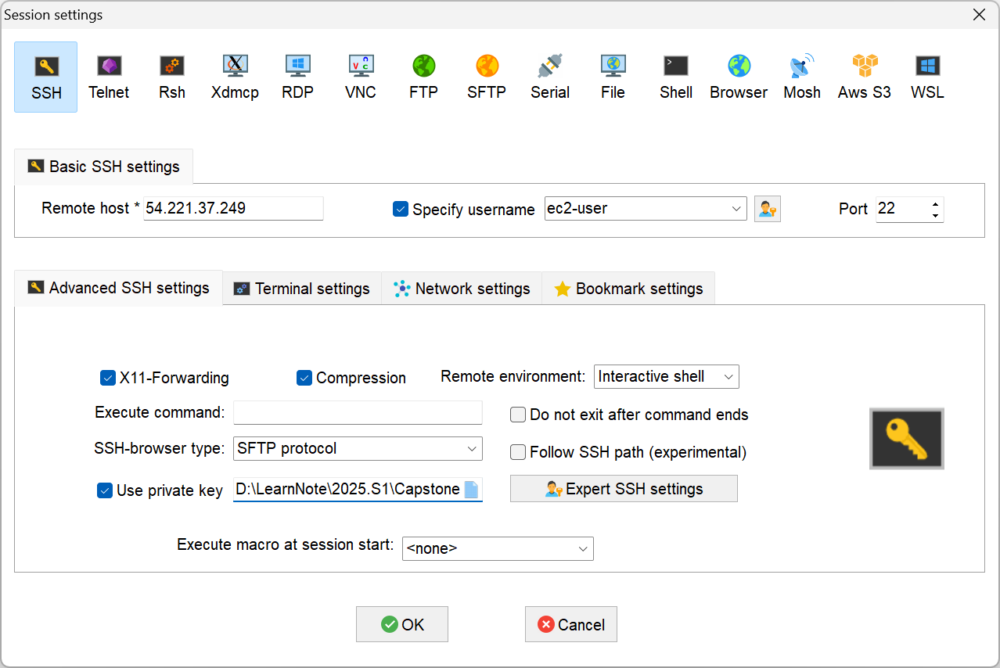 Session settings
SSH Telnet Rsh Xdmcp RDP VNC FTP SFTP Serial File Shell Browser Mosh Aws S3 WSL
Basic SSH settings
Remote host * 54.221.37.249 Specify username ec2-user Port 22
Advanced SSH settings Terminal settings Network settings Bookmark settings
X11-Forwarding Compression Remote environment: Interactive shell
Execute command: Do not exit after command ends
SSH-browser type: SFTP protocol Follow SSH path (experimental)
Use private key D:\LearnNote\2025.S1\Capstone Expert SSH settings
Execute macro at session start: <none>
OK Cancel